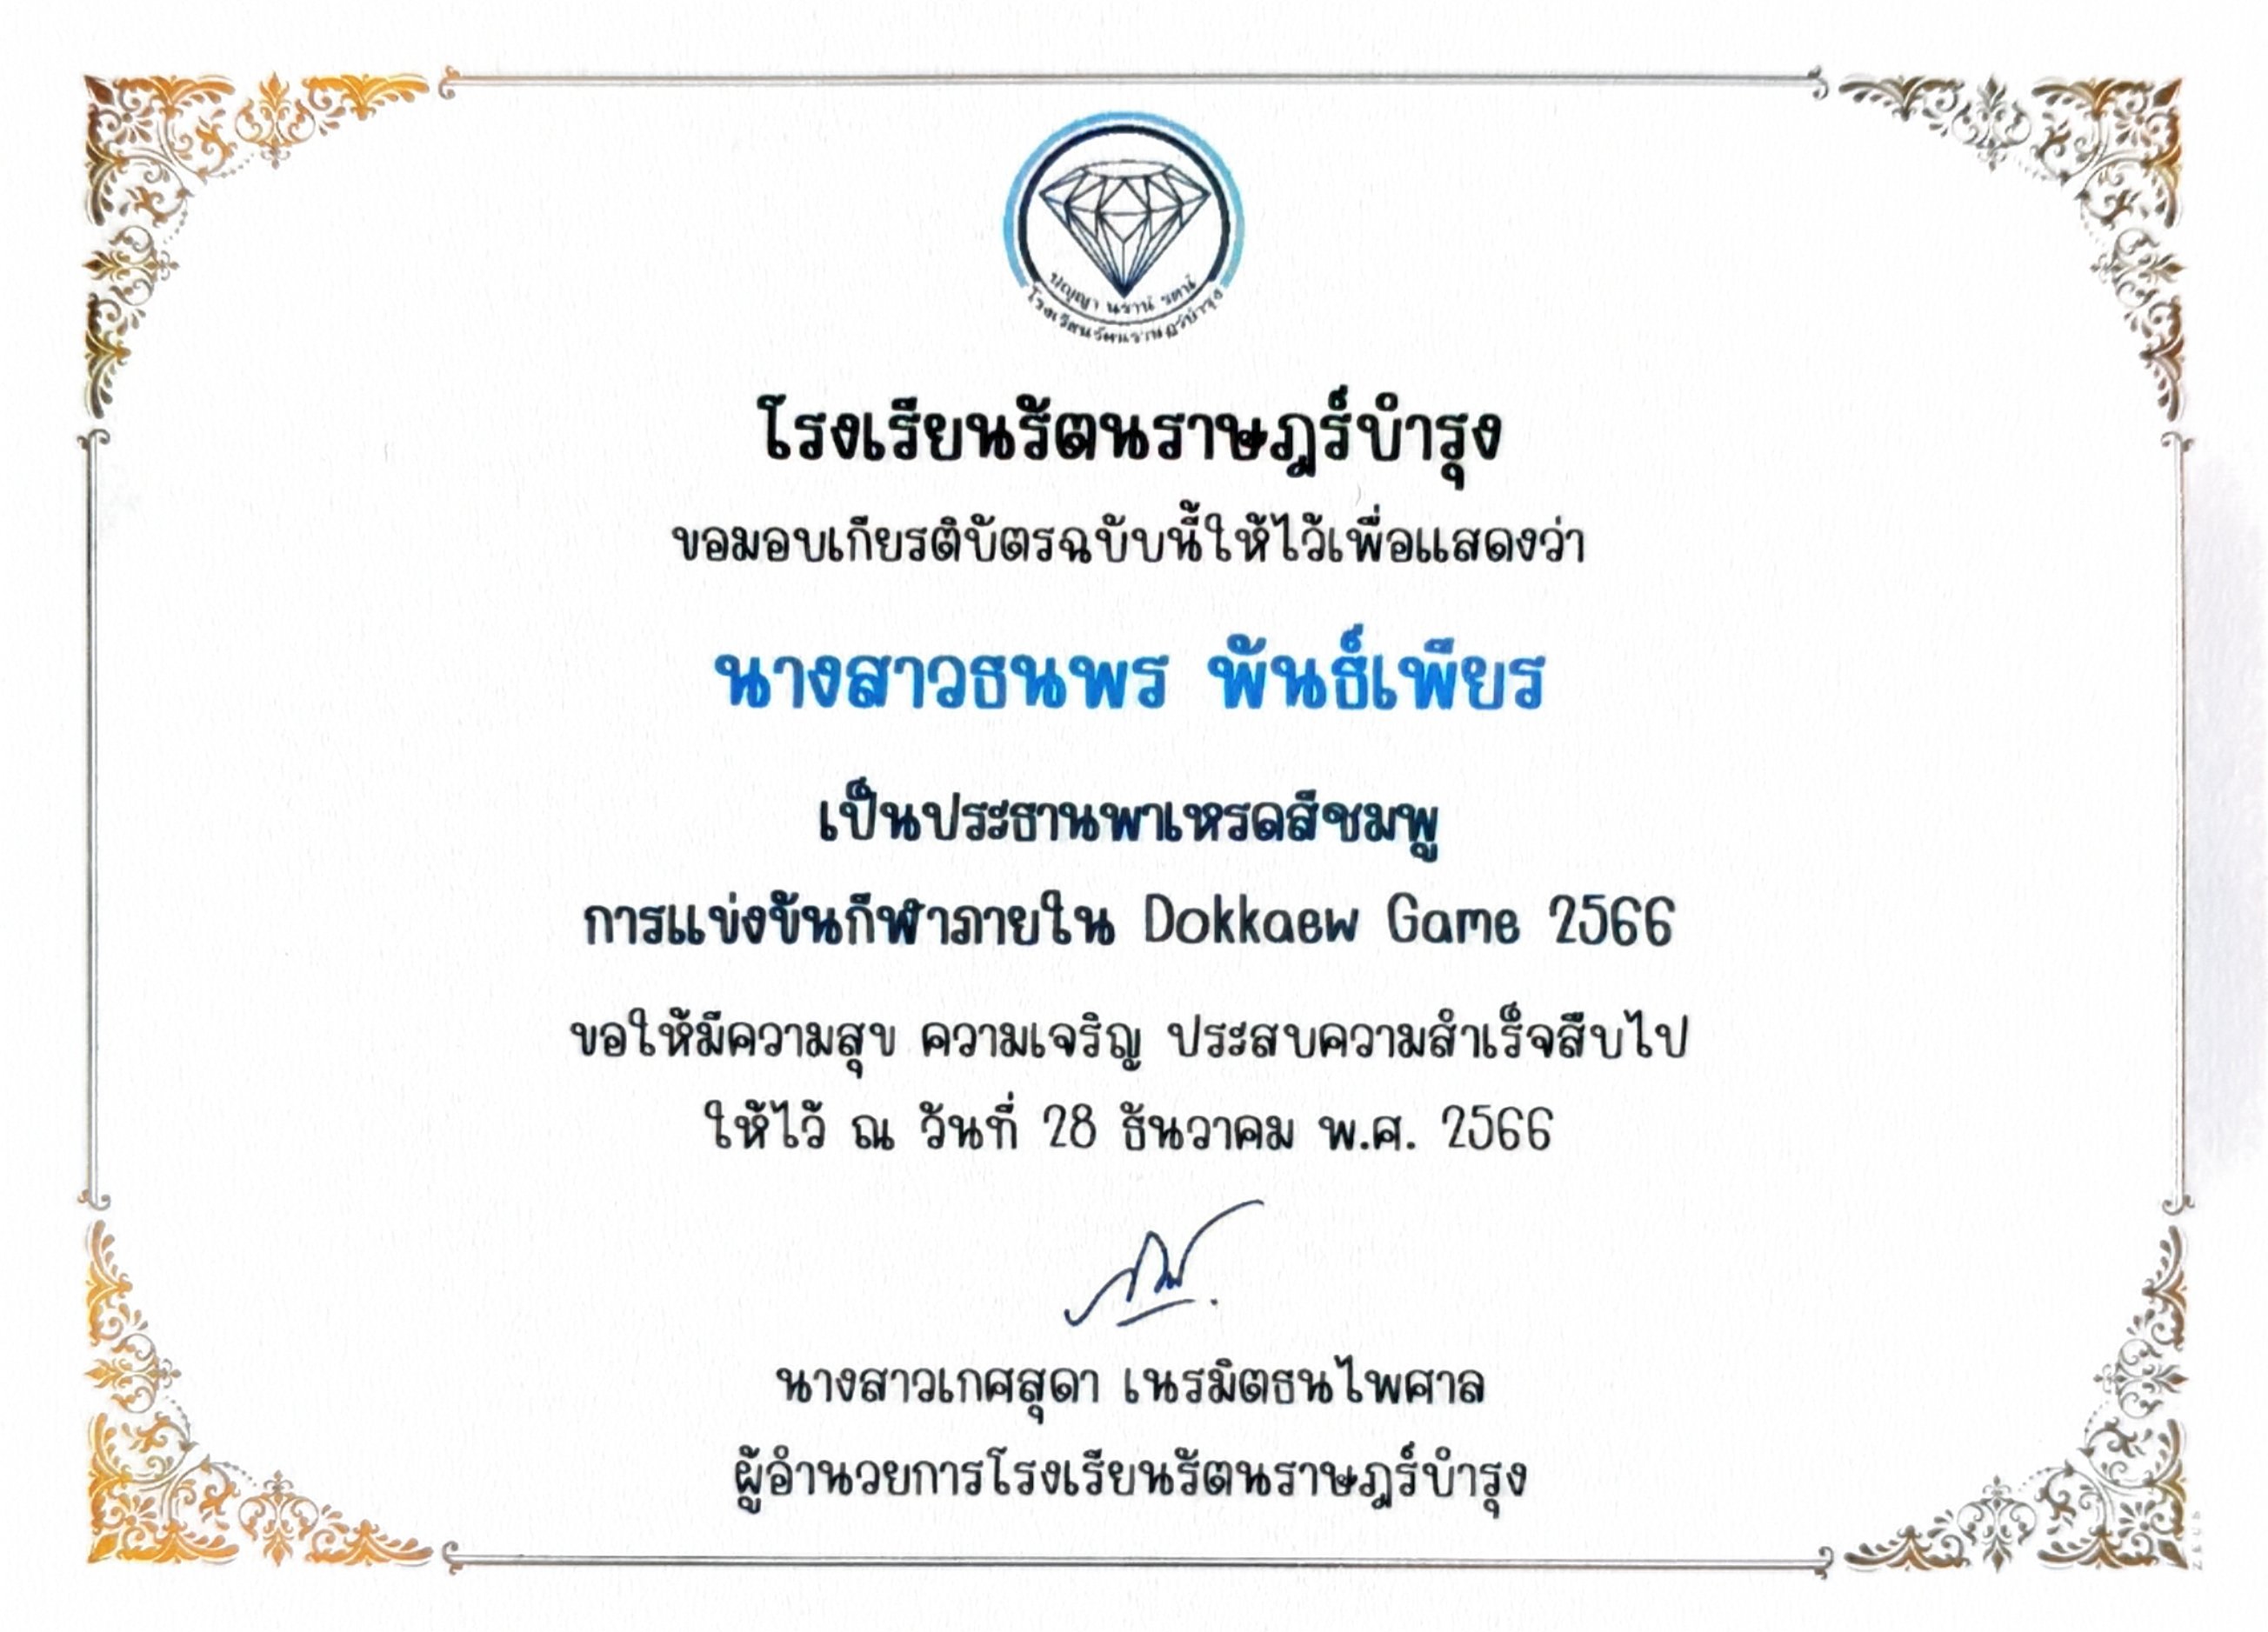 ปญฺญา นรานํ รตนํ
โรงเรียนรัตนราษฎร์บำรุง
โรงเรียนรัตนราษฎร์บำรุง
ขอมอบเกียรติบัตรฉบับนี้ให้ไว้เพื่อแสดงว่า
นางสาวธนพร พันธ์เพียร
เป็นประธานพาเหรดสีชมพู
การแข่งขันกีฬาภายใน Dokkaew Game 2566
ขอให้มีความสุข ความเจริญ ประสบความสำเร็จสืบไป
ให้ไว้ ณ วันที่ 28 ธันวาคม พ.ศ. 2566
นางสาวเกศสุดา เนรมิตธนไพศาล
ผู้อำนวยการโรงเรียนรัตนราษฎร์บำรุง